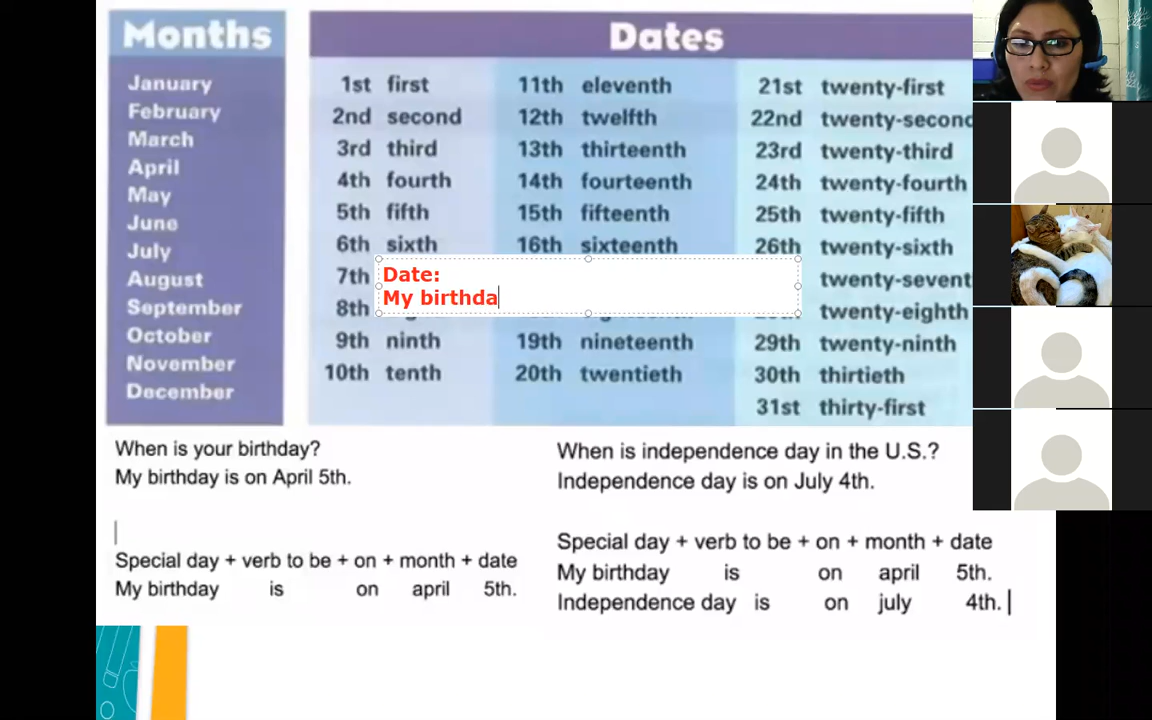 Months
January
February
March
April
May
June
July
August
September
October
November
December
Dates
1st first
2nd second
3rd third
4th fourth
5th fifth
6th sixth
7th
8th
9th ninth
10th tenth
11th eleventh
12th twelfth
13th thirteenth
14th fourteenth
15th fifteenth
16th sixteenth
19th nineteenth
20th twentieth
21st twenty-first
22nd twenty-second
23rd twenty-third
24th twenty-fourth
25th twenty-fifth
26th twenty-sixth
twenty-sevent
twenty-eighth
29th twenty-ninth
30th thirtieth
31st thirty-first
Date:
My birthda
When is your birthday?
My birthday is on April 5th.
Special day + verb to be + on + month + date
My birthday is on april 5th.
When is independence day in the U.S.?
Independence day is on July 4th.
Special day + verb to be + on + month + date
My birthday is on april 5th.
Independence day is on july 4th.